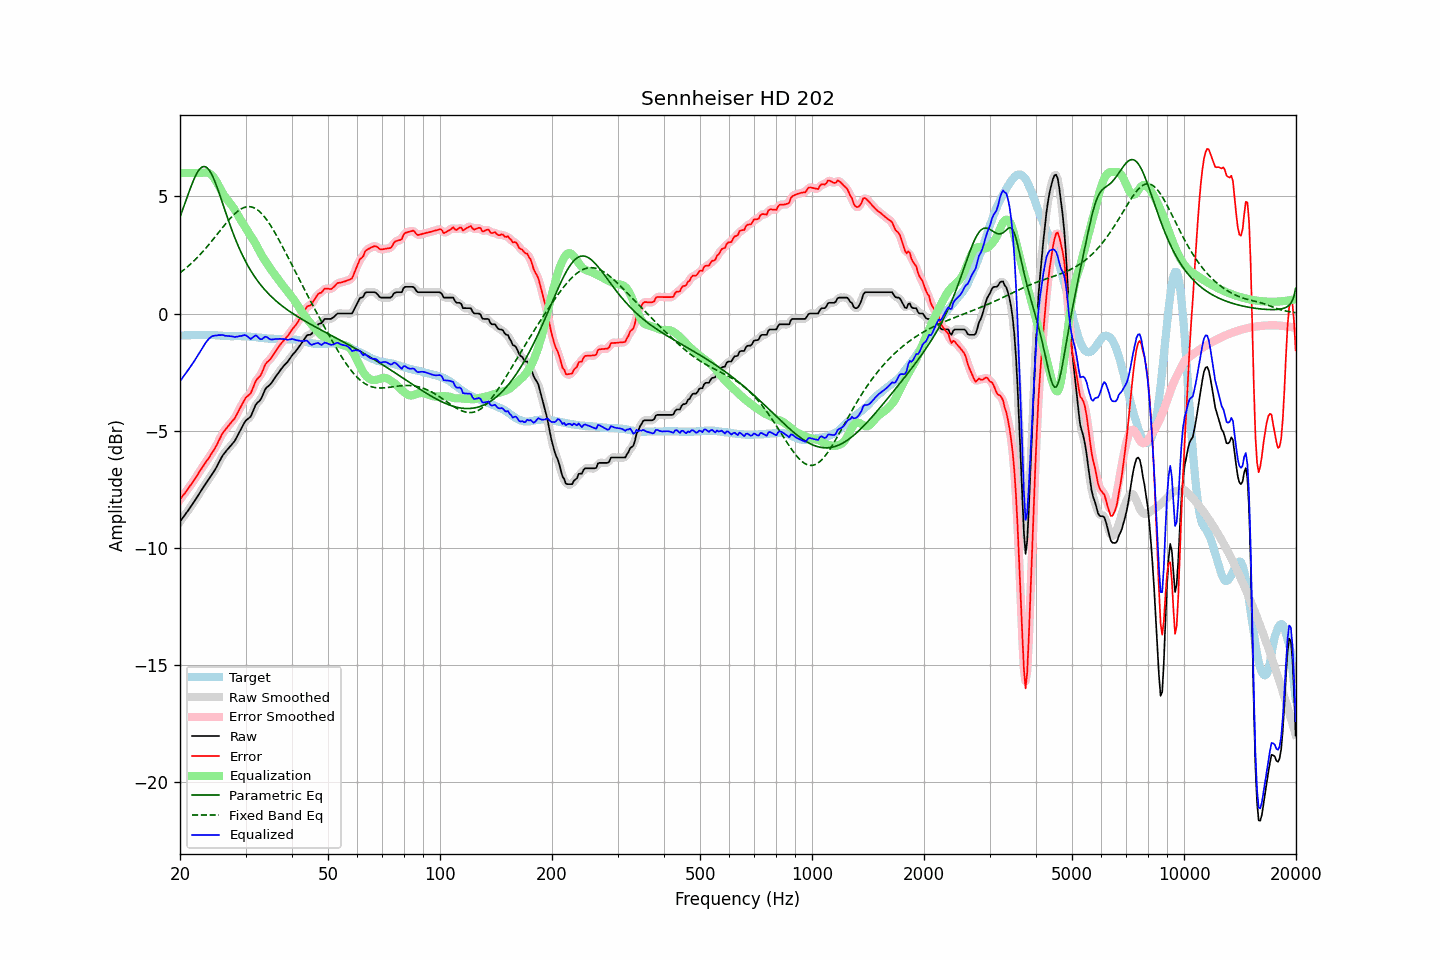 Sennheiser HD 202
Amplitude (dBr)
5
0
−5
−10
−15
−20
Target
Raw Smoothed
Error Smoothed
Raw
Error
Equalization
Parametric Eq
Fixed Band Eq
Equalized
20 50 100 200 500 1000 2000 5000 10000 20000
Frequency (Hz)